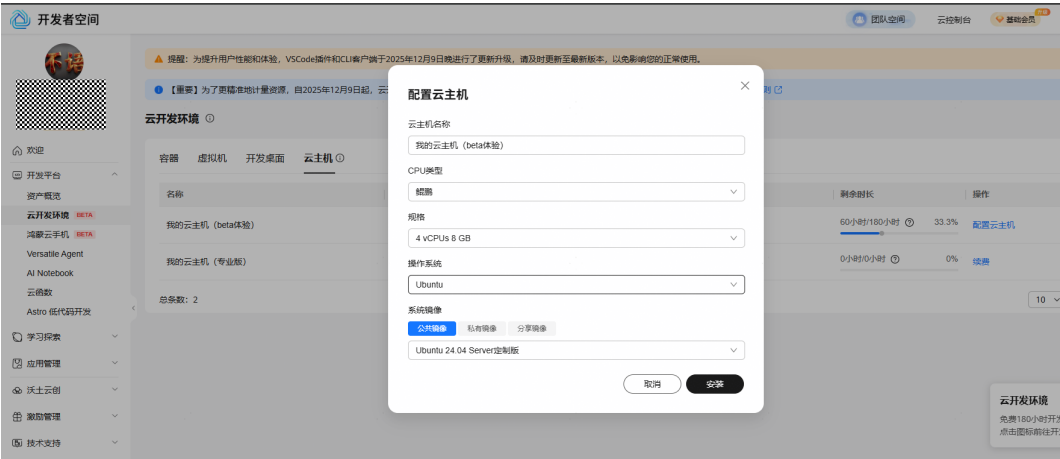 开发者空间
团队空间
云控制台
基础会员
不语
提醒：为提升用户性能和体验，VSCode插件和CLI客户端于2025年12月9日晚进行了更新升级，请及时更新至最新版本，以免影响您的正常使用。
【重要】为了更精准地计量资源，自2025年12月9日起，云
则
云开发环境
欢迎
开发平台
资产概览
云开发环境 BETA
鸿蒙云手机 BETA
Versatile Agent
AI Notebook
云函数
Astro 低代码开发
学习探索
应用管理
沃土云创
激励管理
技术支持
容器 虚拟机 开发桌面 云主机
名称 剩余时长 操作
我的云主机（beta体验） 60小时/180小时 33.3% 配置云主机
我的云主机（专业版） 0小时/0小时 0% 续费
总条数：2
10
配置云主机
云主机名称
我的云主机（beta体验）
CPU类型
鲲鹏
规格
4 vCPUs 8 GB
操作系统
Ubuntu
系统镜像
公共镜像 私有镜像 分享镜像
Ubuntu 24.04 Server定制版
取消 安装
云开发环境
免费180小时开发
点击图标前往开